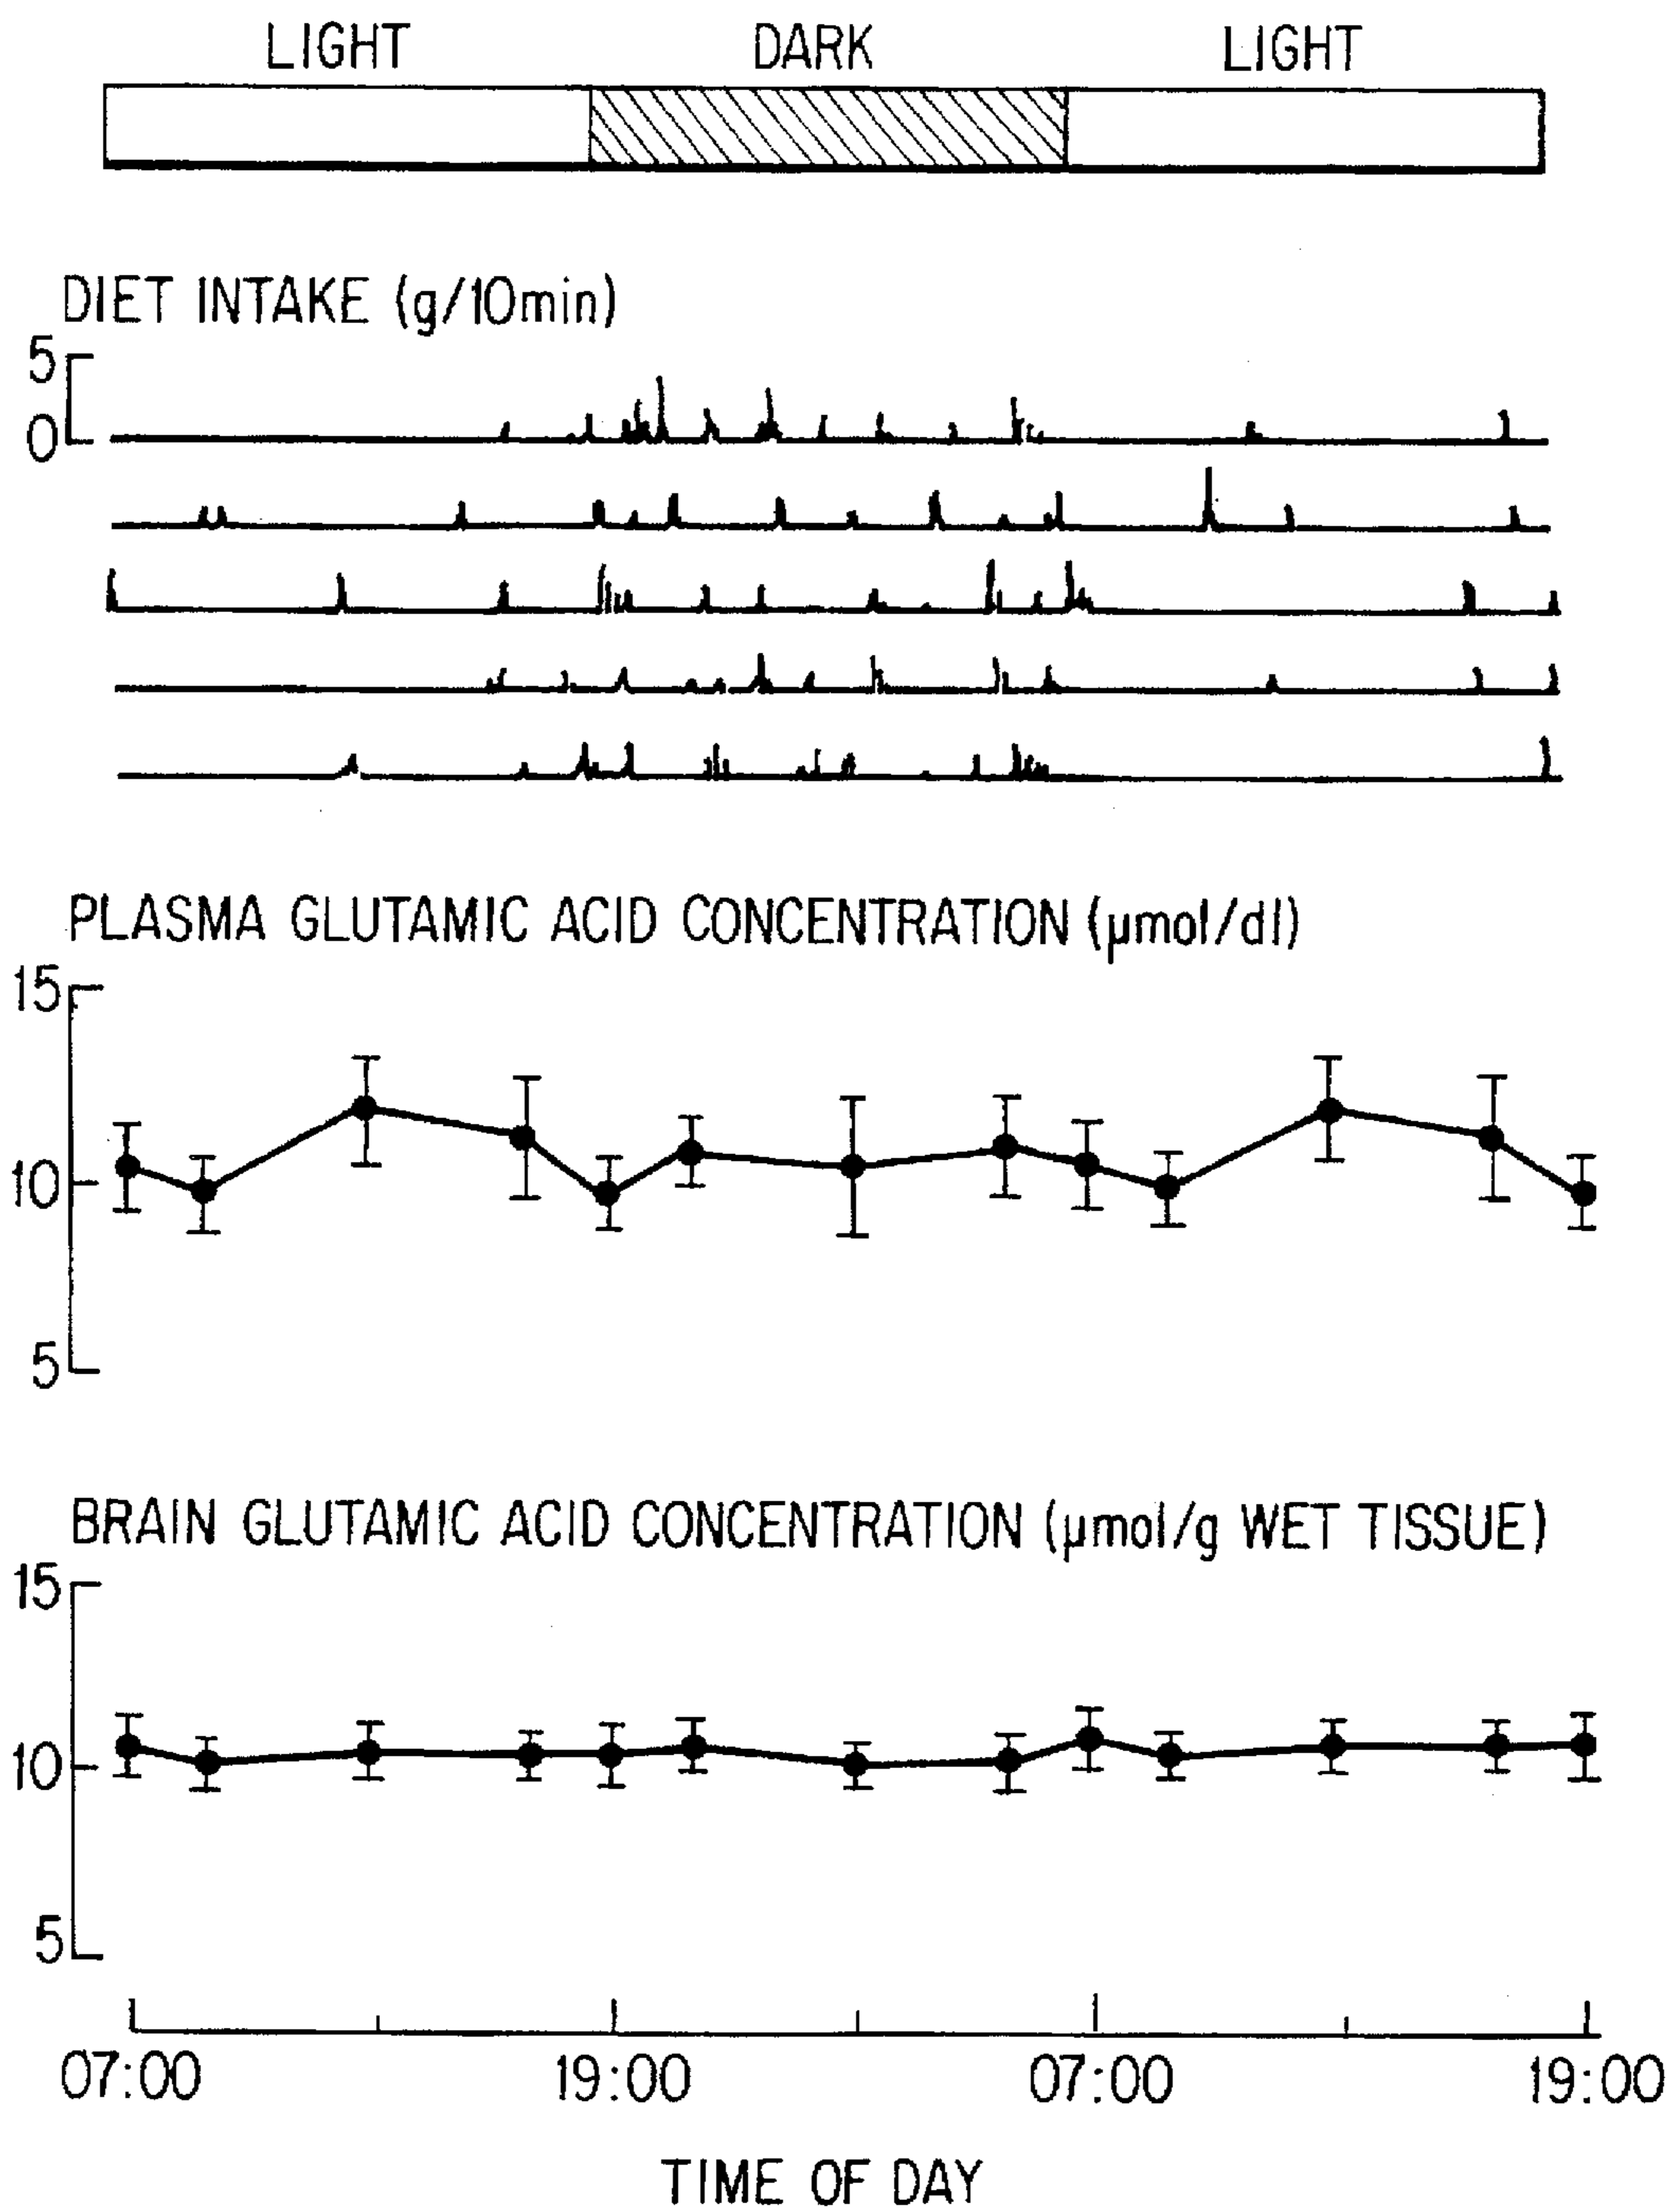 LIGHT DARK LIGHT
DIET INTAKE (g/10min)
5
0
PLASMA GLUTAMIC ACID CONCENTRATION (µmol/dl)
15
10
5
BRAIN GLUTAMIC ACID CONCENTRATION (µmol/g WET TISSUE)
15
10
5
07:00 19:00 07:00 19:00
TIME OF DAY